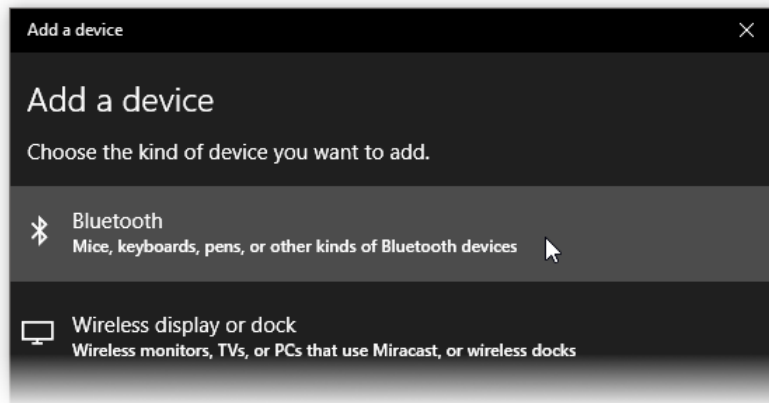 Add a device
Add a device
Choose the kind of device you want to add.
Bluetooth
Mice, keyboards, pens, or other kinds of Bluetooth devices
Wireless display or dock
Wireless monitors, TVs, or PCs that use Miracast, or wireless docks